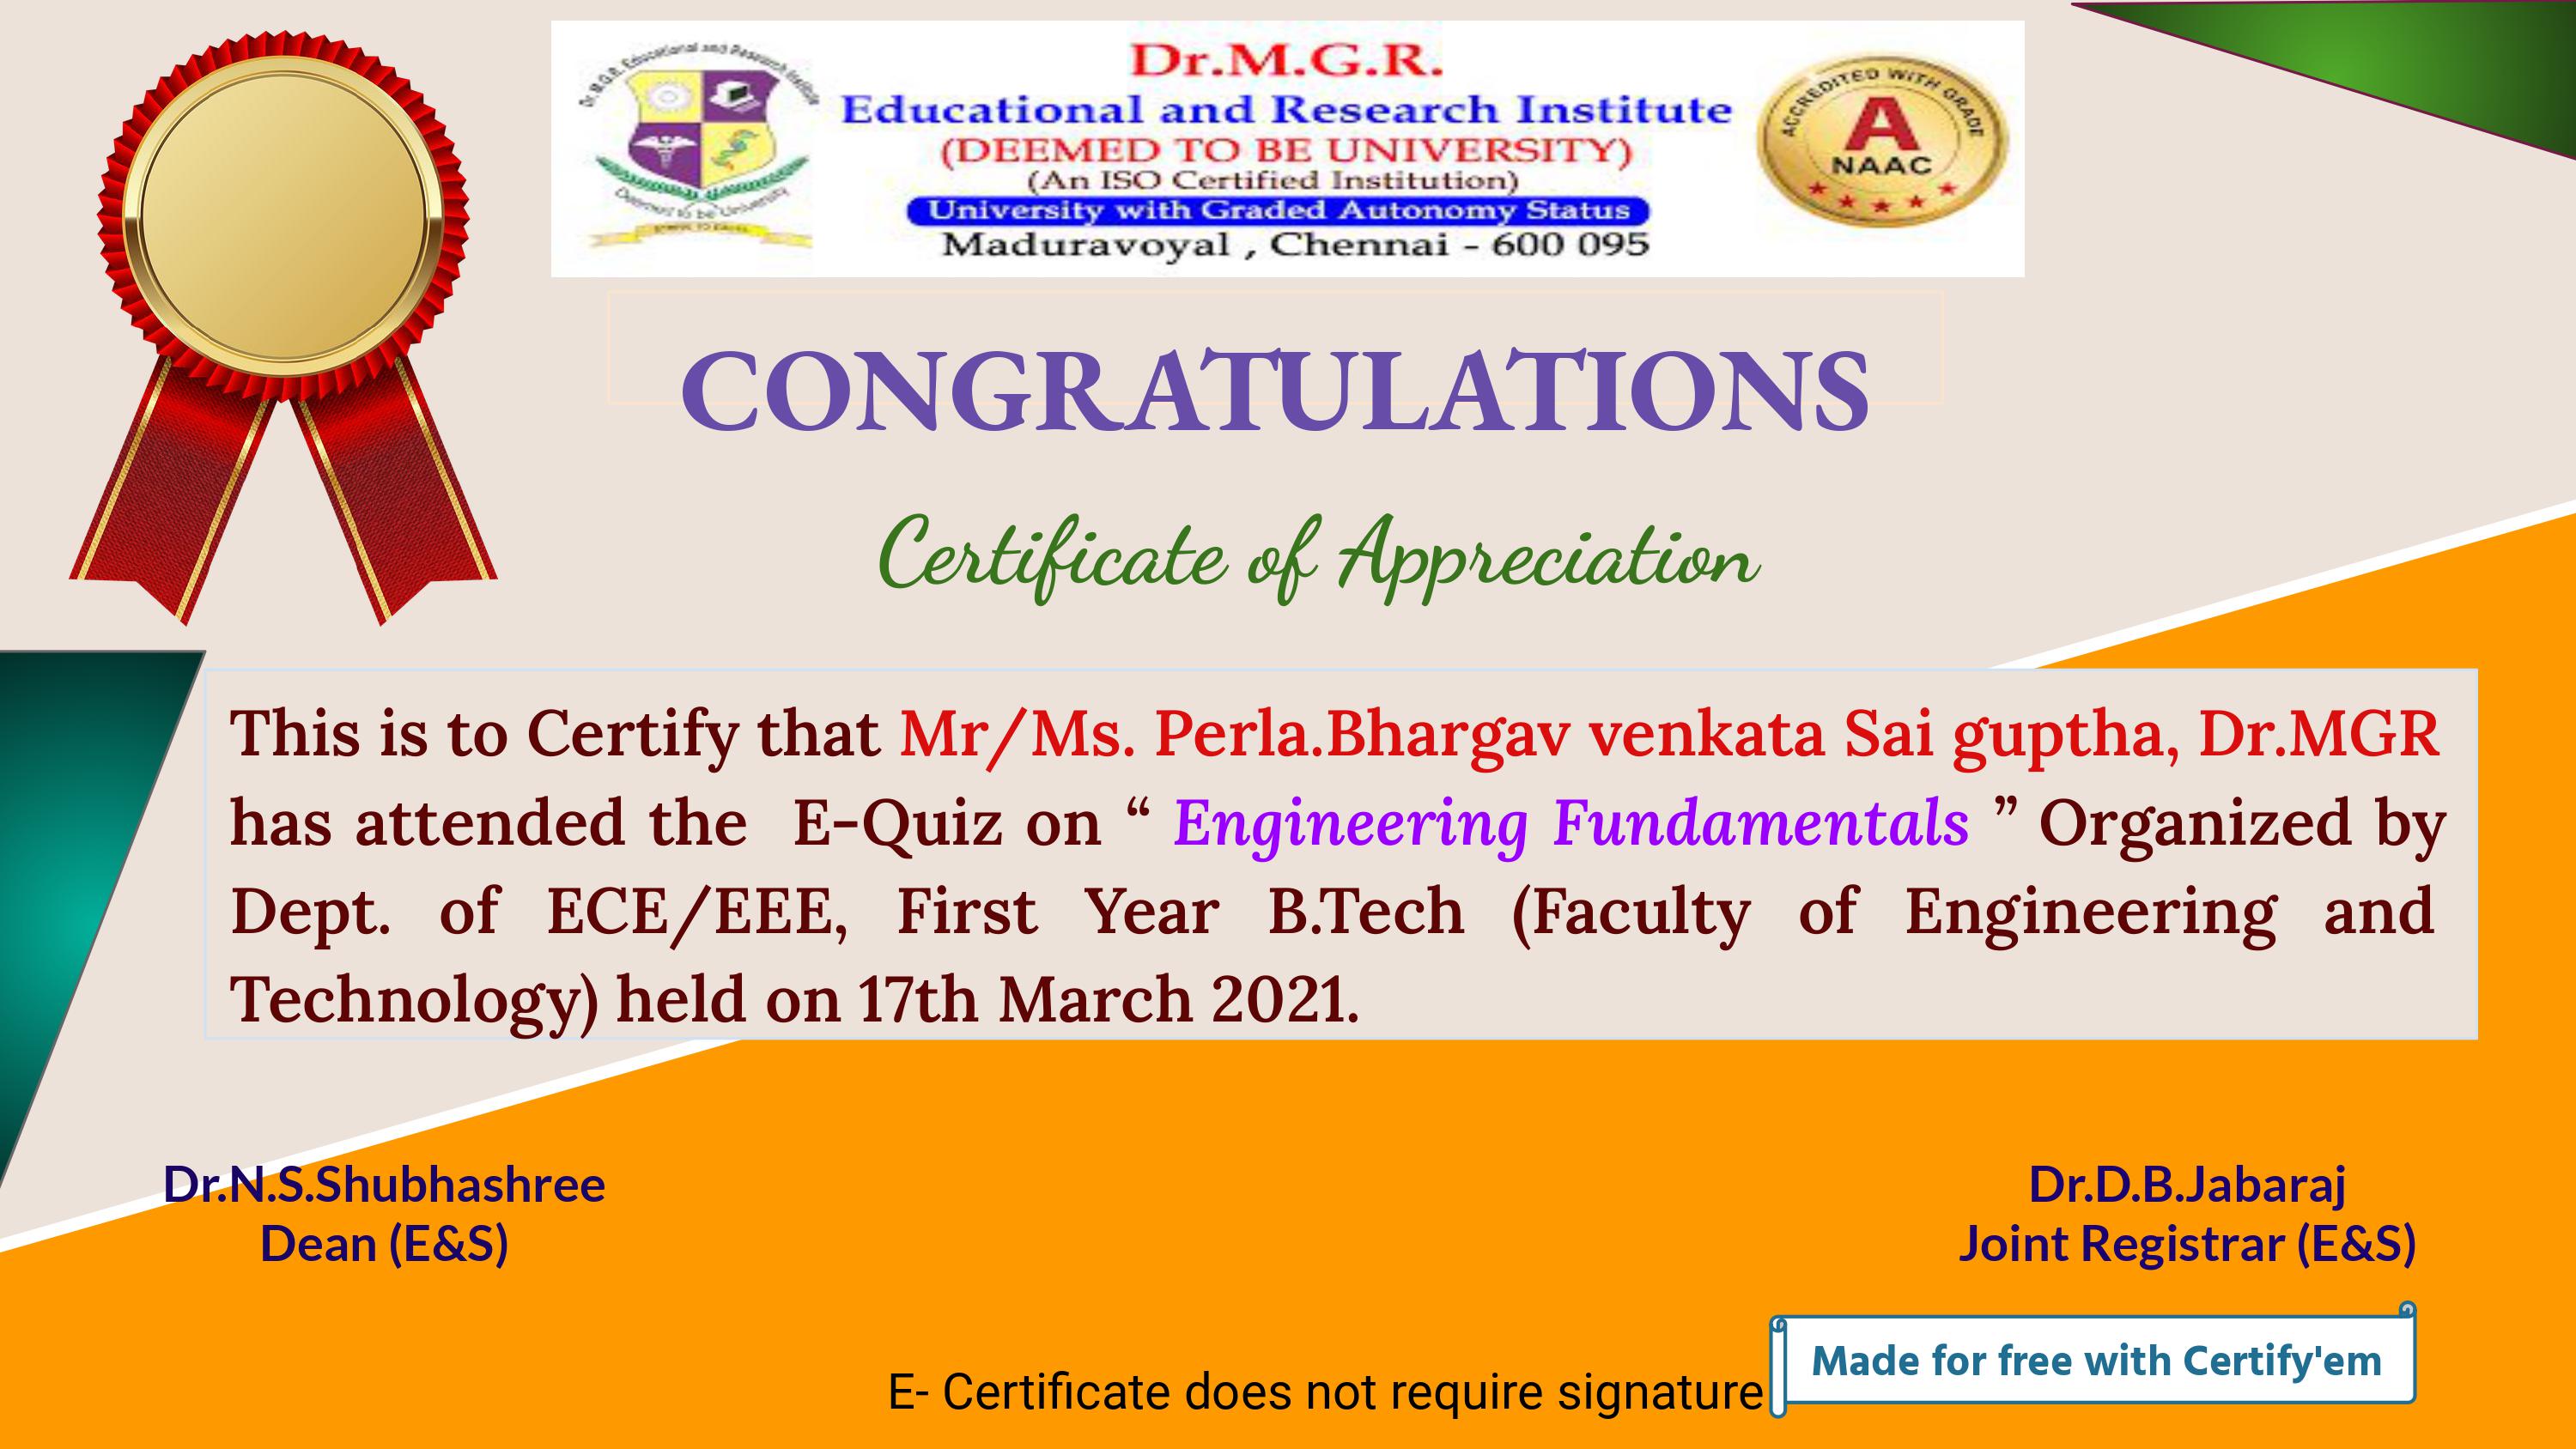 Dr.M.G.R. Educational and Research Institute
Deemed to be University
Dr.M.G.R.
Educational and Research Institute
(DEEMED TO BE UNIVERSITY)
(An ISO Certified Institution)
University with Graded Autonomy Status
Maduravoyal , Chennai - 600 095
ACCREDITED WITH GRADE
A
NAAC
CONGRATULATIONS
Certificate of Appreciation
This is to Certify that Mr/Ms. Perla.Bhargav venkata Sai guptha, Dr.MGR
has attended the E-Quiz on “ Engineering Fundamentals ” Organized by
Dept. of ECE/EEE, First Year B.Tech (Faculty of Engineering and
Technology) held on 17th March 2021.
Dr.N.S.Shubhashree
Dean (E&S)
Dr.D.B.Jabaraj
Joint Registrar (E&S)
Made for free with Certify'em
E- Certificate does not require signature